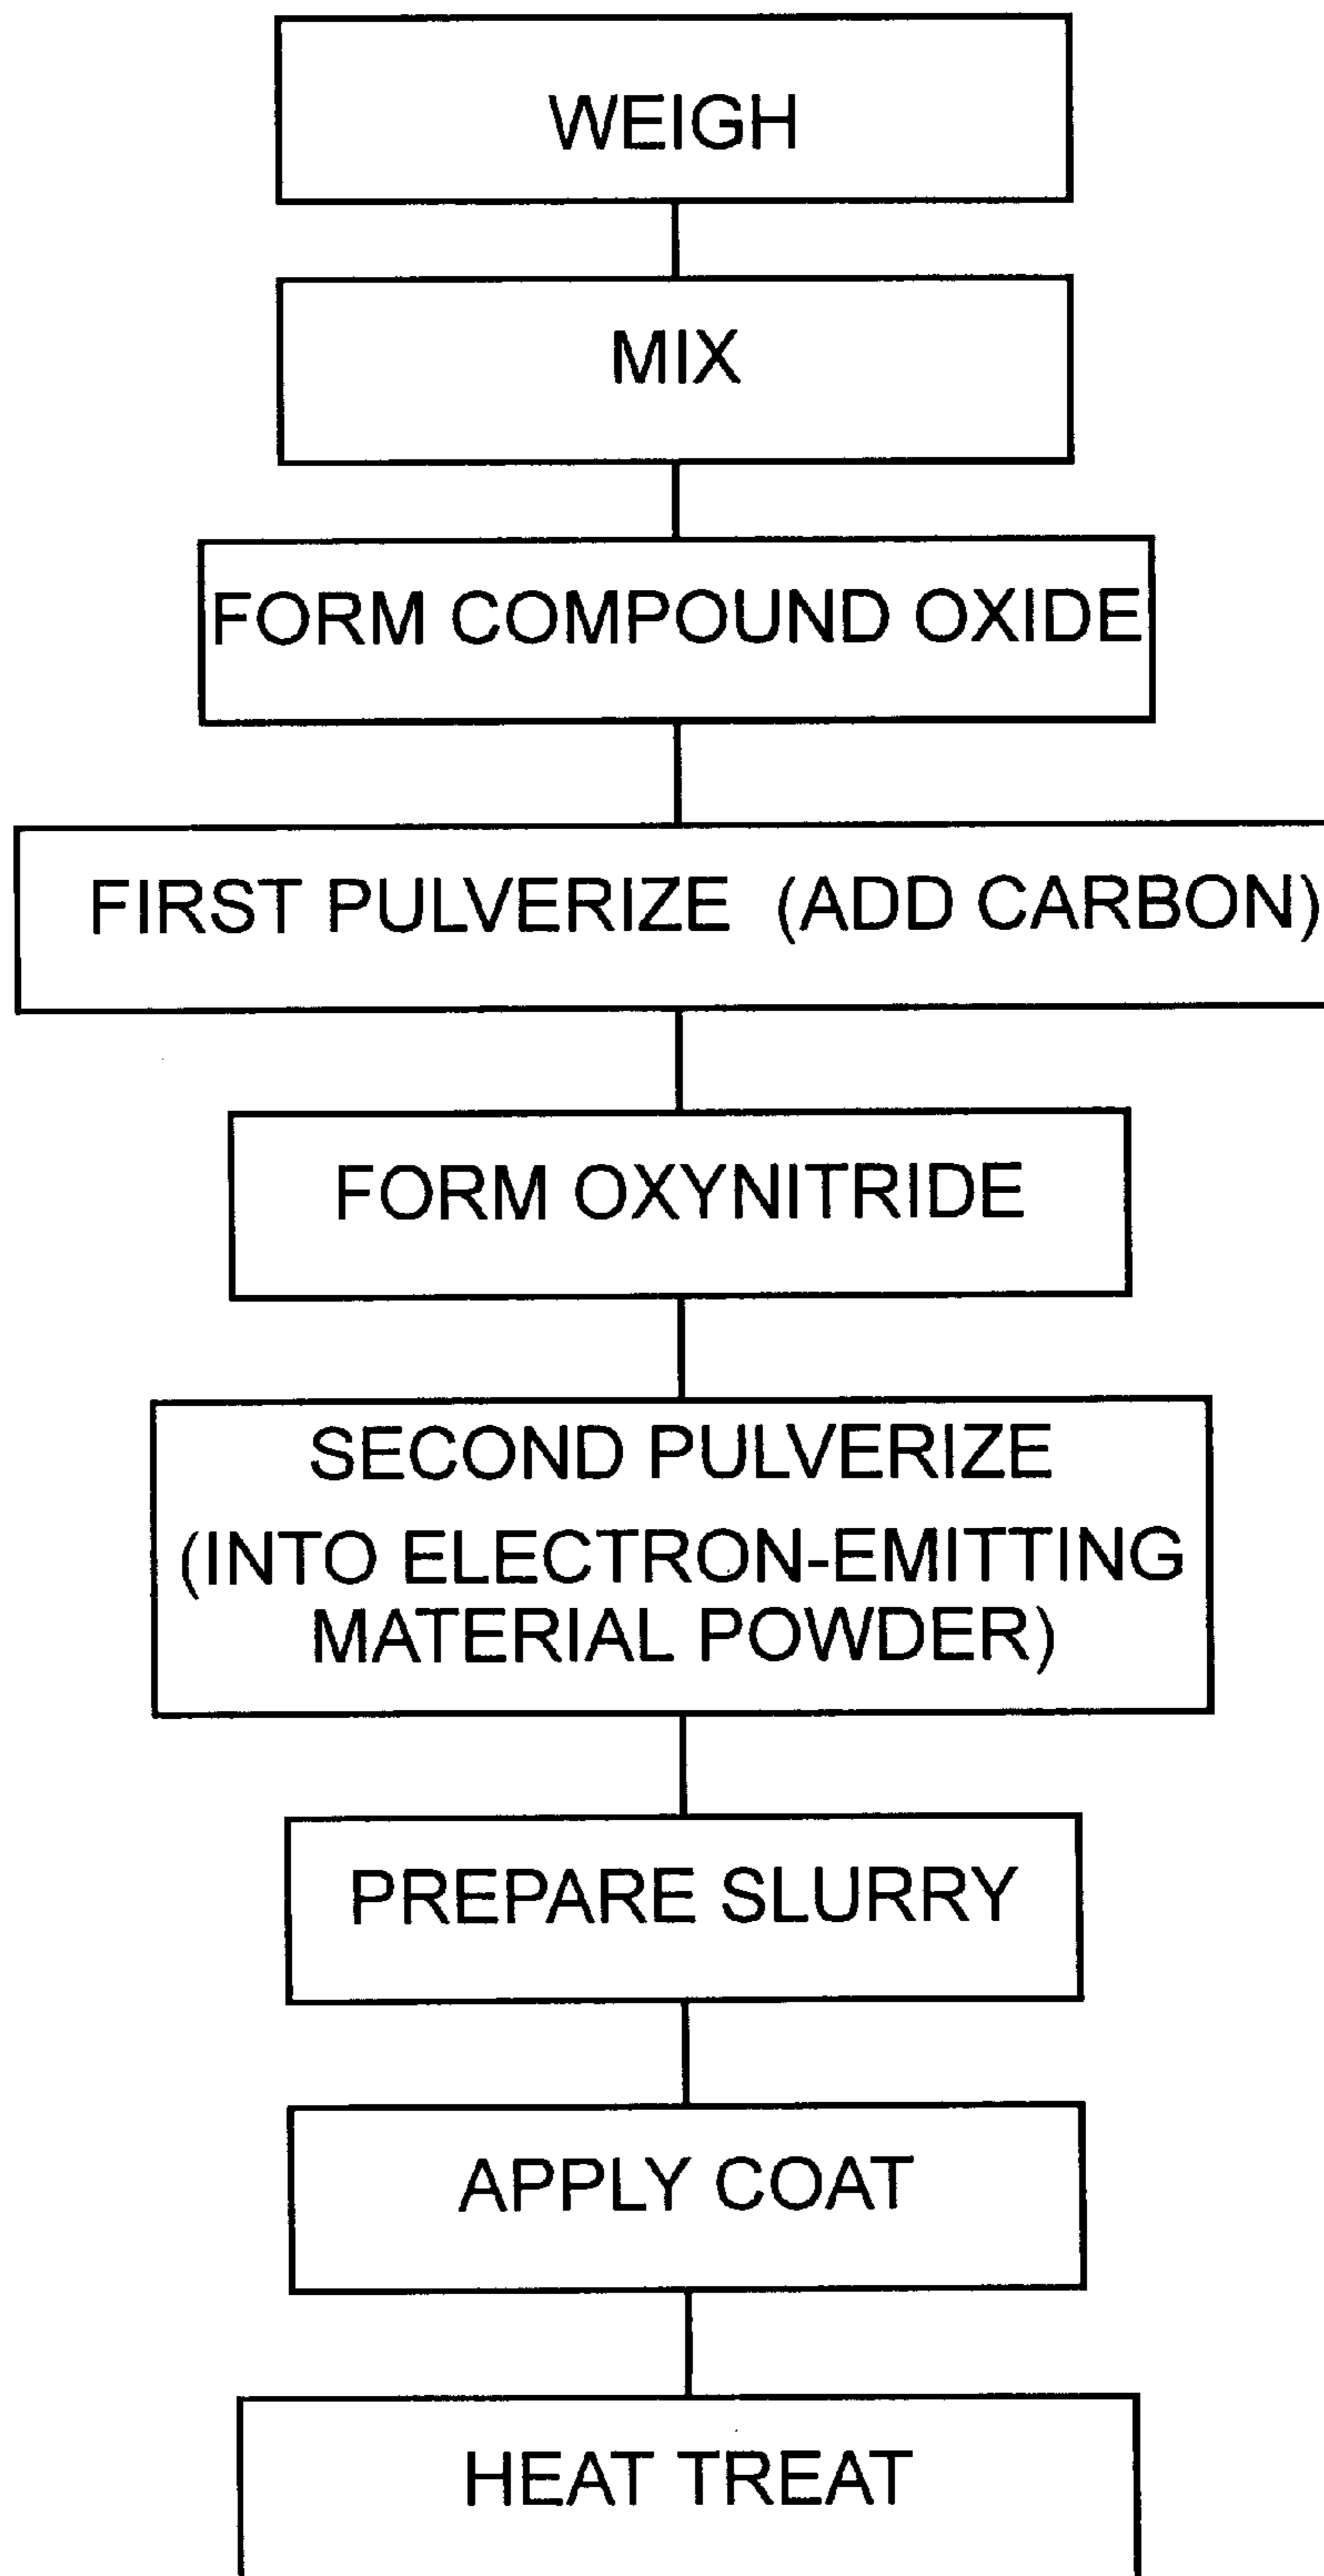 WEIGH
MIX
FORM COMPOUND OXIDE
FIRST PULVERIZE (ADD CARBON)
FORM OXYNITRIDE
SECOND PULVERIZE
(INTO ELECTRON-EMITTING
MATERIAL POWDER)
PREPARE SLURRY
APPLY COAT
HEAT TREAT